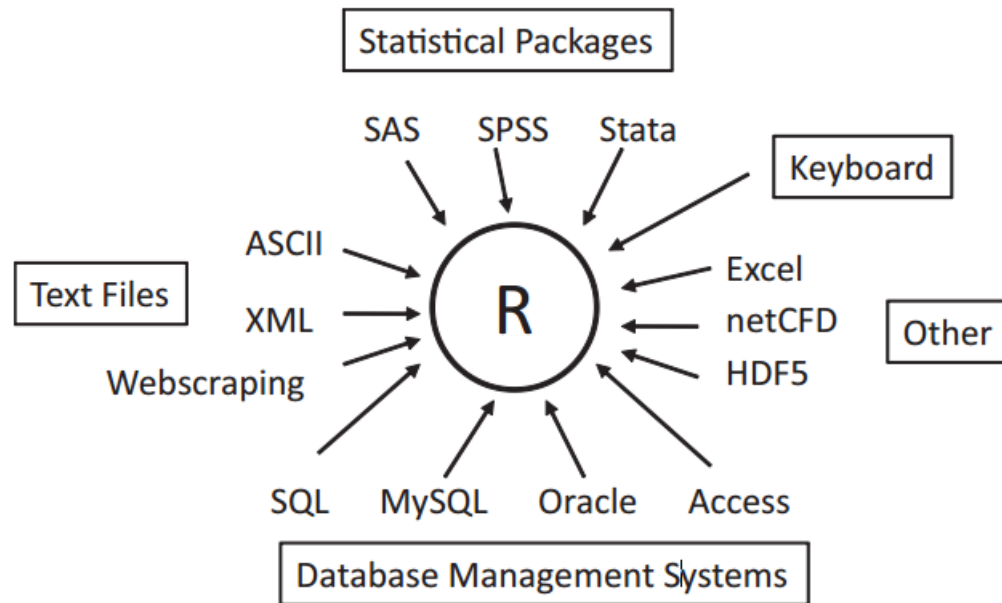 Statistical Packages
SAS SPSS Stata
Keyboard
ASCII
Excel
Text Files
R
XML
netCFD
Other
Webscraping
HDF5
SQL MySQL Oracle Access
Database Management Systems